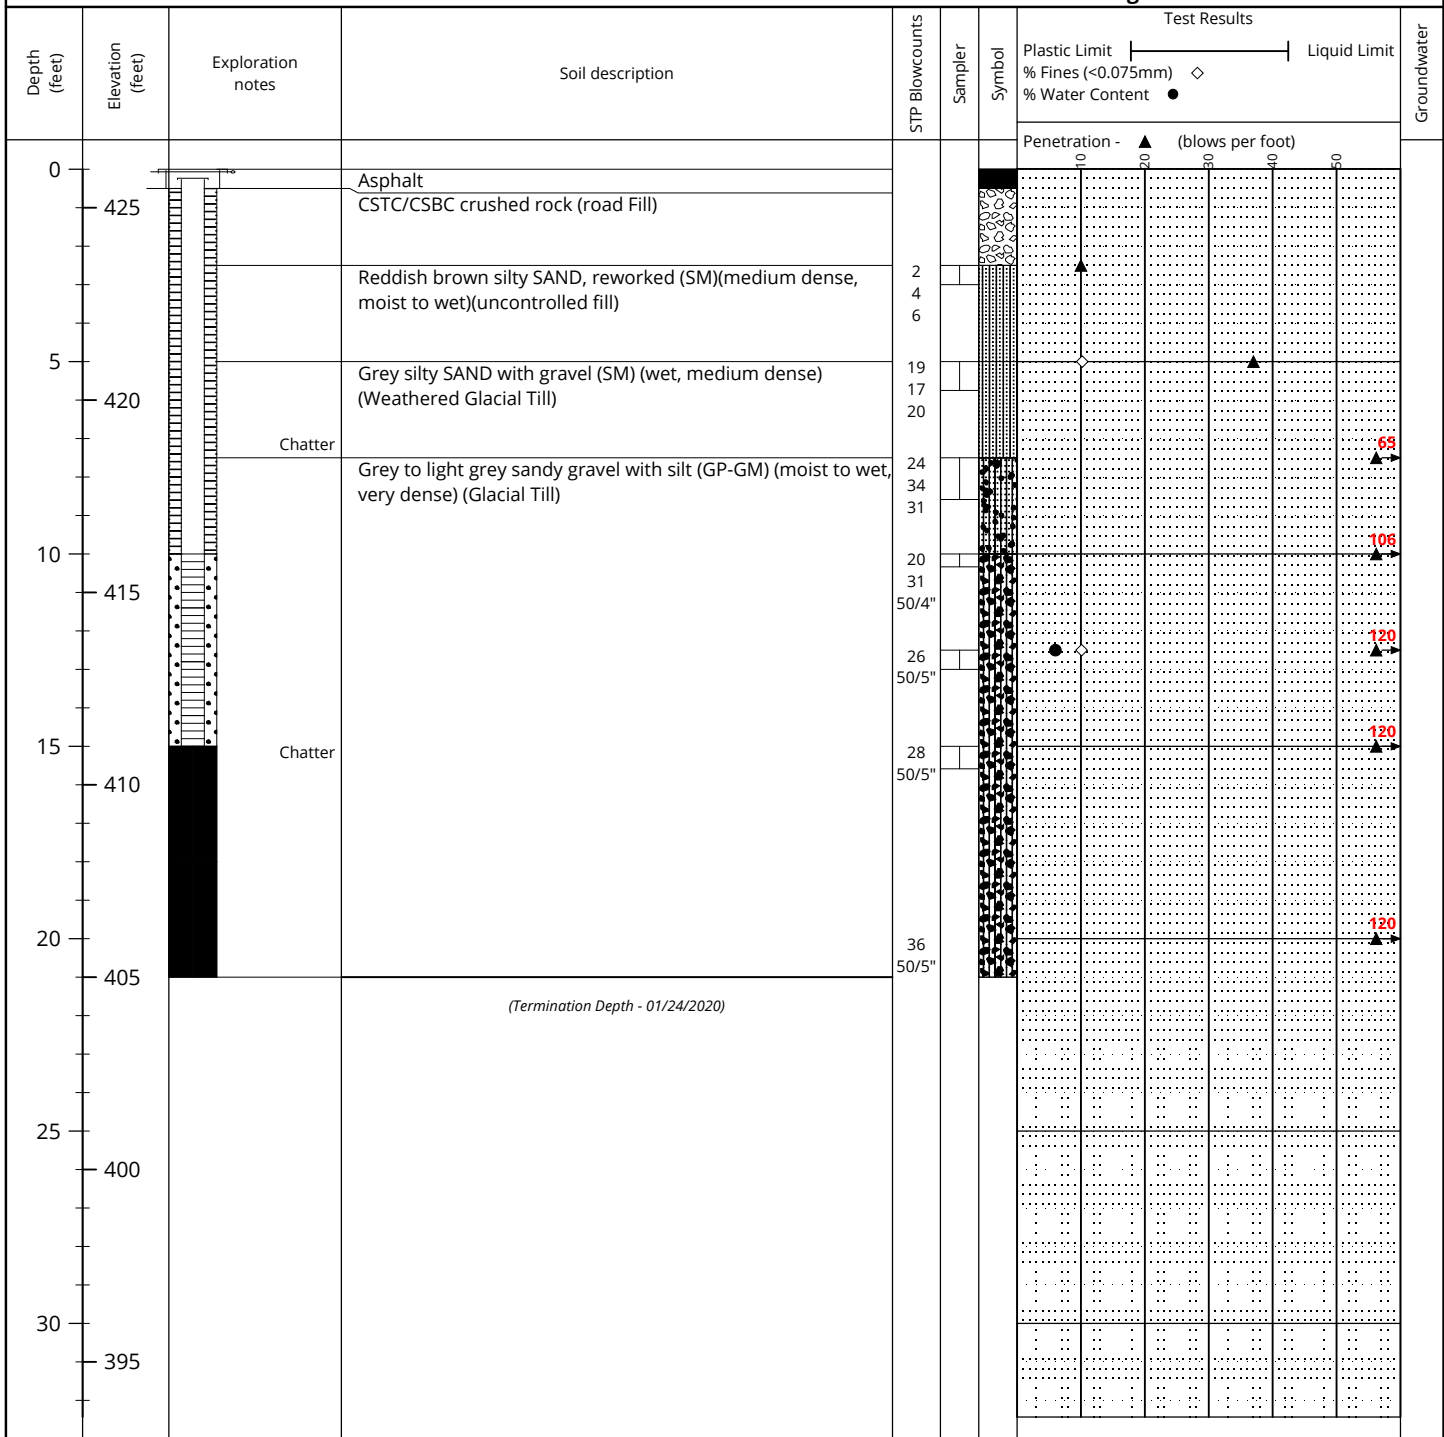 Depth
(feet)
Elevation
(feet)
Exploration
notes
Soil description
STP Blowcounts
Sampler
Symbol
Test Results
Plastic Limit
Liquid Limit
% Fines (<0.075mm)
% Water Content
Penetration -
(blows per foot)
10
20
30
40
50
Groundwater
0
Asphalt
425
CSTC/CSBC crushed rock (road Fill)
Reddish brown silty SAND, reworked (SM)(medium dense,
moist to wet)(uncontrolled fill)
2
4
6
5
Grey silty SAND with gravel (SM) (wet, medium dense)
(Weathered Glacial Till)
19
17
20
420
Chatter
65
Grey to light grey sandy gravel with silt (GP-GM) (moist to wet,
very dense) (Glacial Till)
24
34
31
10
106
20
31
50/4"
415
120
26
50/5"
15
Chatter
120
28
50/5"
410
20
120
36
50/5"
405
(Termination Depth - 01/24/2020)
25
400
30
395